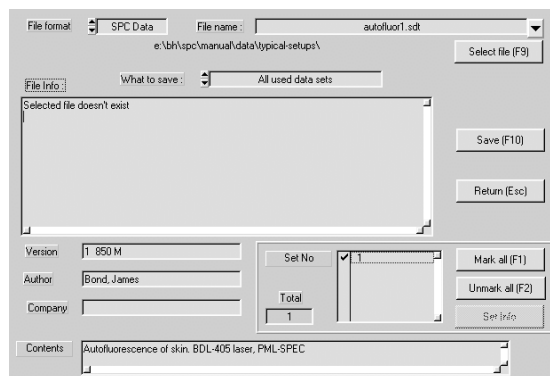 File format SPC Data File name : autofluor1.sdt
e:\bh\spc\manual\data\typical-setups\ Select file (F9)
File Info : What to save : All used data sets
Selected file doesn't exist
Save (F10)
Return (Esc)
Version 1 850 M
Set No 1 Mark all (F1)
Author Bond, James
Unmark all (F2)
Company Total
1 Set Info
Contents Autofluorescence of skin. BDL-405 laser, PML-SPEC